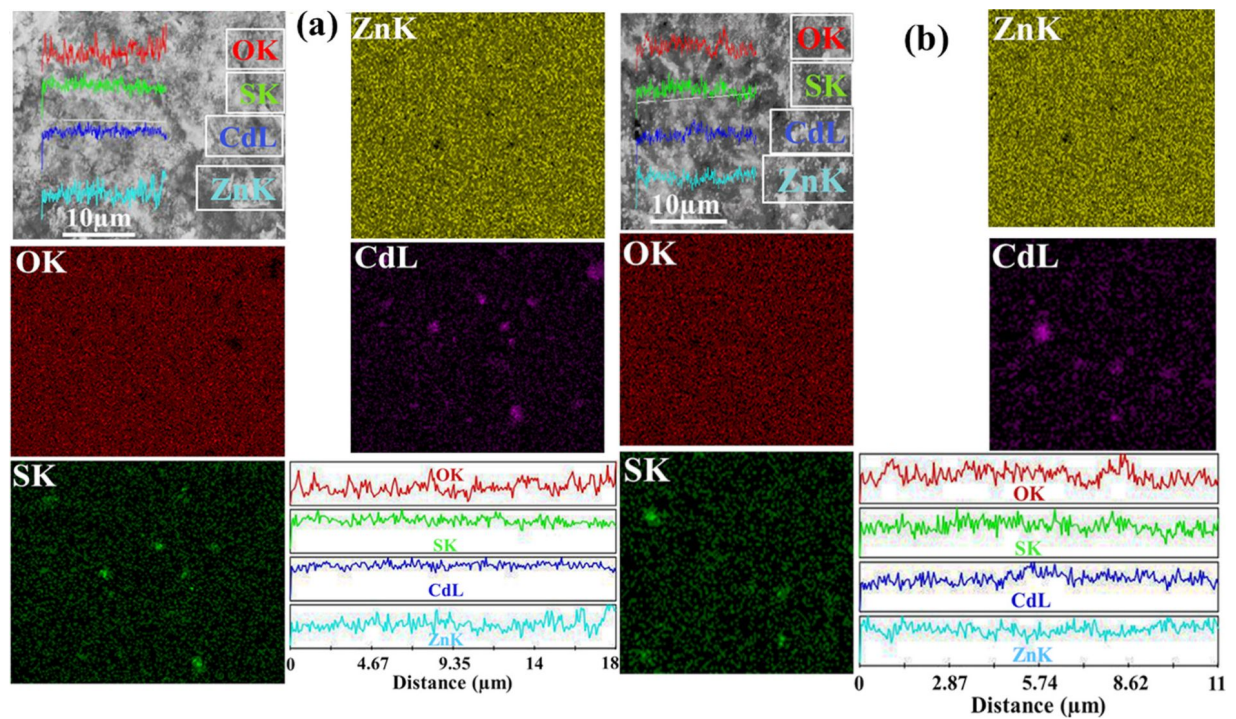 (a)
OK
SK
CdL
ZnK
10µm
ZnK
OK
CdL
SK
OK
SK
CdL
ZnK
0 4.67 9.35 14 18
Distance (µm)
(b)
OK
SK
CdL
ZnK
10µm
ZnK
OK
CdL
SK
OK
SK
CdL
ZnK
0 2.87 5.74 8.62 11
Distance (µm)